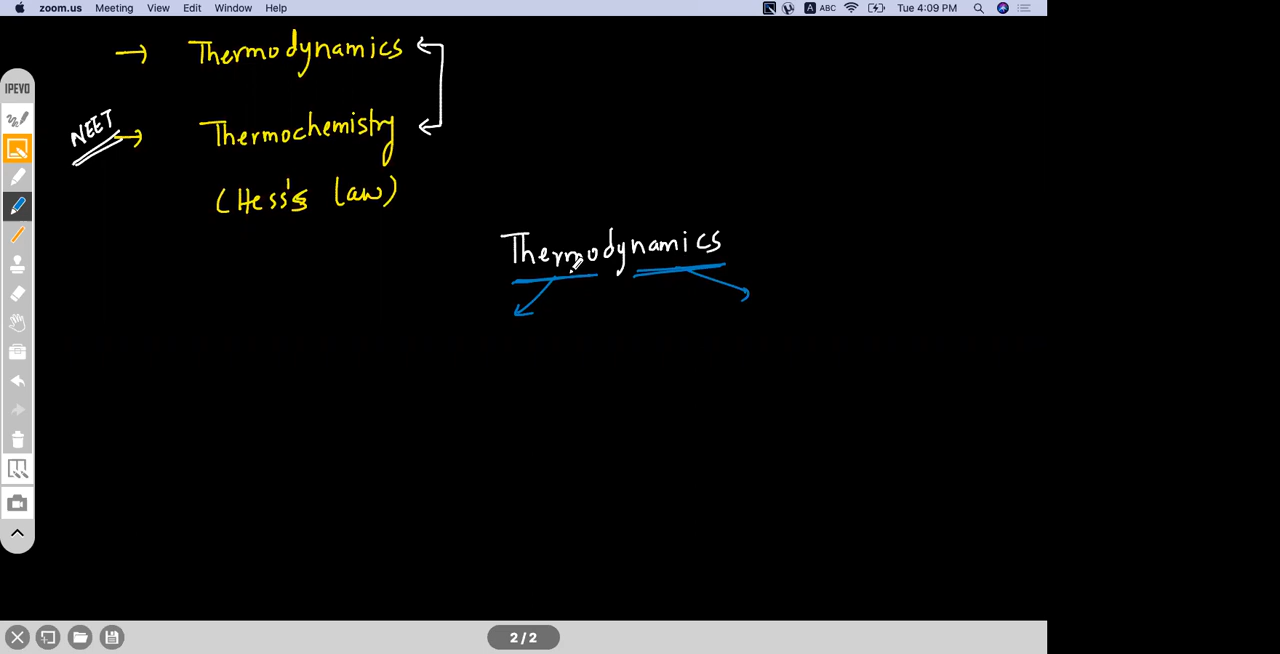 zoom.us Meeting View Edit Window Help A ABC Tue 4:09 PM
→ Thermodynamics
IPEVO
NEET → Thermochemistry
(Hess's law)
Thermodynamics
2 / 2